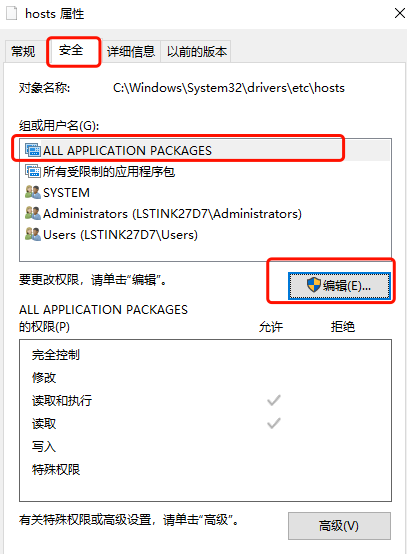 hosts 属性
常规 安全 详细信息 以前的版本
对象名称: C:\Windows\System32\drivers\etc\hosts
组或用户名(G):
ALL APPLICATION PACKAGES
所有受限制的应用程序包
SYSTEM
Administrators (LSTINK27D7\Administrators)
Users (LSTINK27D7\Users)
要更改权限，请单击“编辑”。
编辑(E)...
ALL APPLICATION PACKAGES
的权限(P) 允许 拒绝
完全控制
修改
读取和执行
读取
写入
特殊权限
有关特殊权限或高级设置，请单击“高级”。
高级(V)